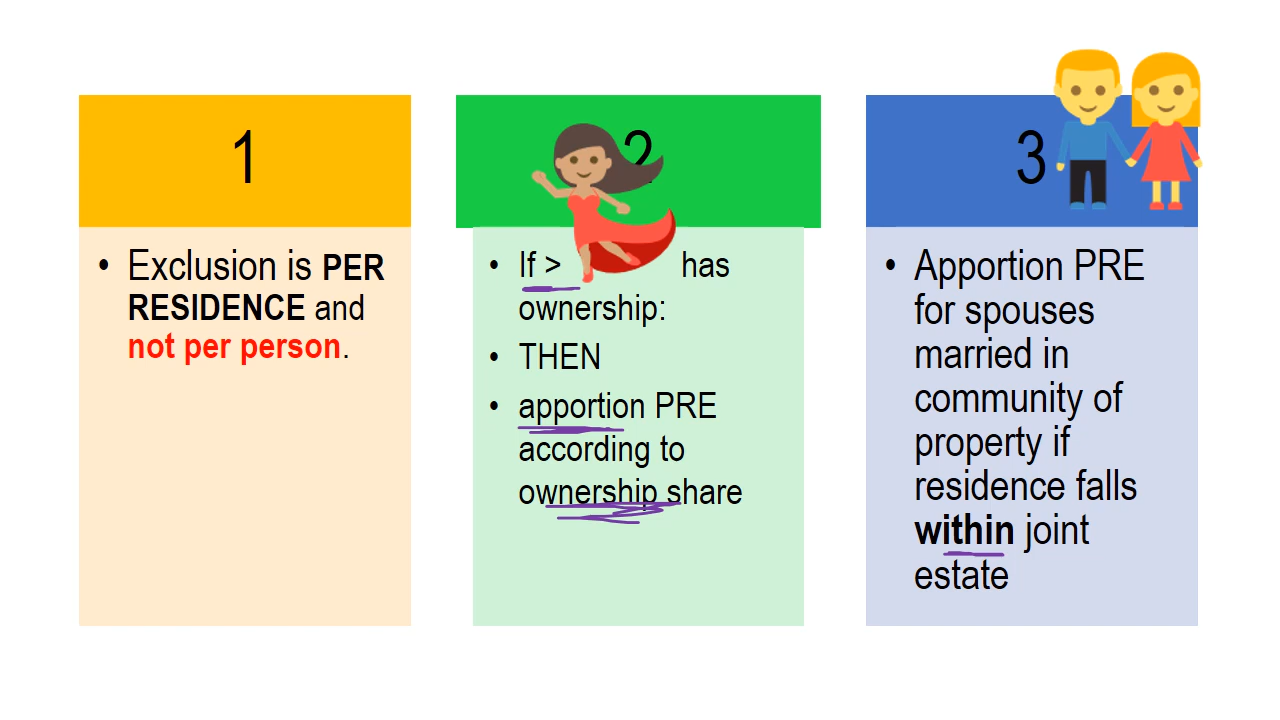 1
• Exclusion is PER
RESIDENCE and
not per person.
2
• If > has
ownership:
• THEN
• apportion PRE
according to
ownership share
3
• Apportion PRE
for spouses
married in
community of
property if
residence falls
within joint
estate